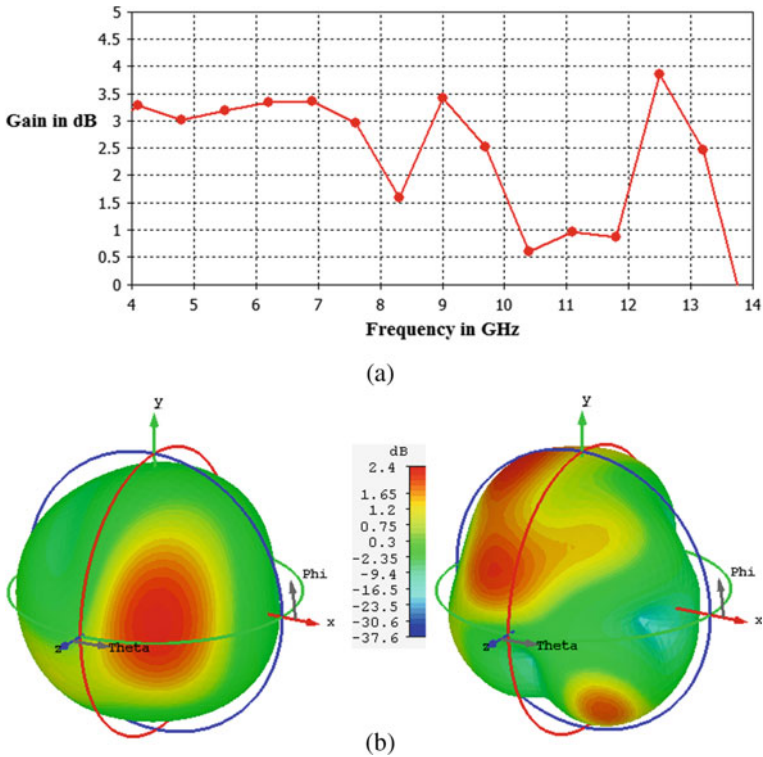 5
4.5
4
3.5
3
2.5
2
1.5
1
0.5
0
Gain in dB
4 5 6 7 8 9 10 11 12 13 14
Frequency in GHz
(a)
y
Phi
x
z
Theta
dB
2.4
1.65
1.2
0.75
0.3
-2.35
-9.4
-16.5
-23.5
-30.6
-37.6
y
Phi
x
z
Theta
(b)